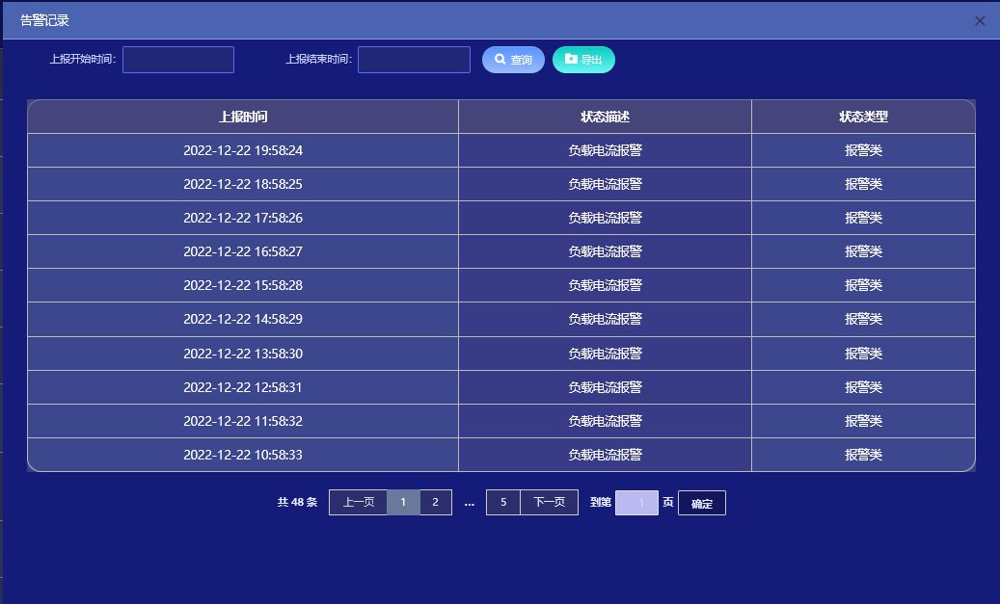 告警记录
上报开始时间: 上报结束时间: 查询 导出
上报时间 状态描述 状态类型
2022-12-22 19:58:24 负载电流报警 报警类
2022-12-22 18:58:25 负载电流报警 报警类
2022-12-22 17:58:26 负载电流报警 报警类
2022-12-22 16:58:27 负载电流报警 报警类
2022-12-22 15:58:28 负载电流报警 报警类
2022-12-22 14:58:29 负载电流报警 报警类
2022-12-22 13:58:30 负载电流报警 报警类
2022-12-22 12:58:31 负载电流报警 报警类
2022-12-22 11:58:32 负载电流报警 报警类
2022-12-22 10:58:33 负载电流报警 报警类
共 48 条 上一页 1 2 ... 5 下一页 到第 1 页 确定